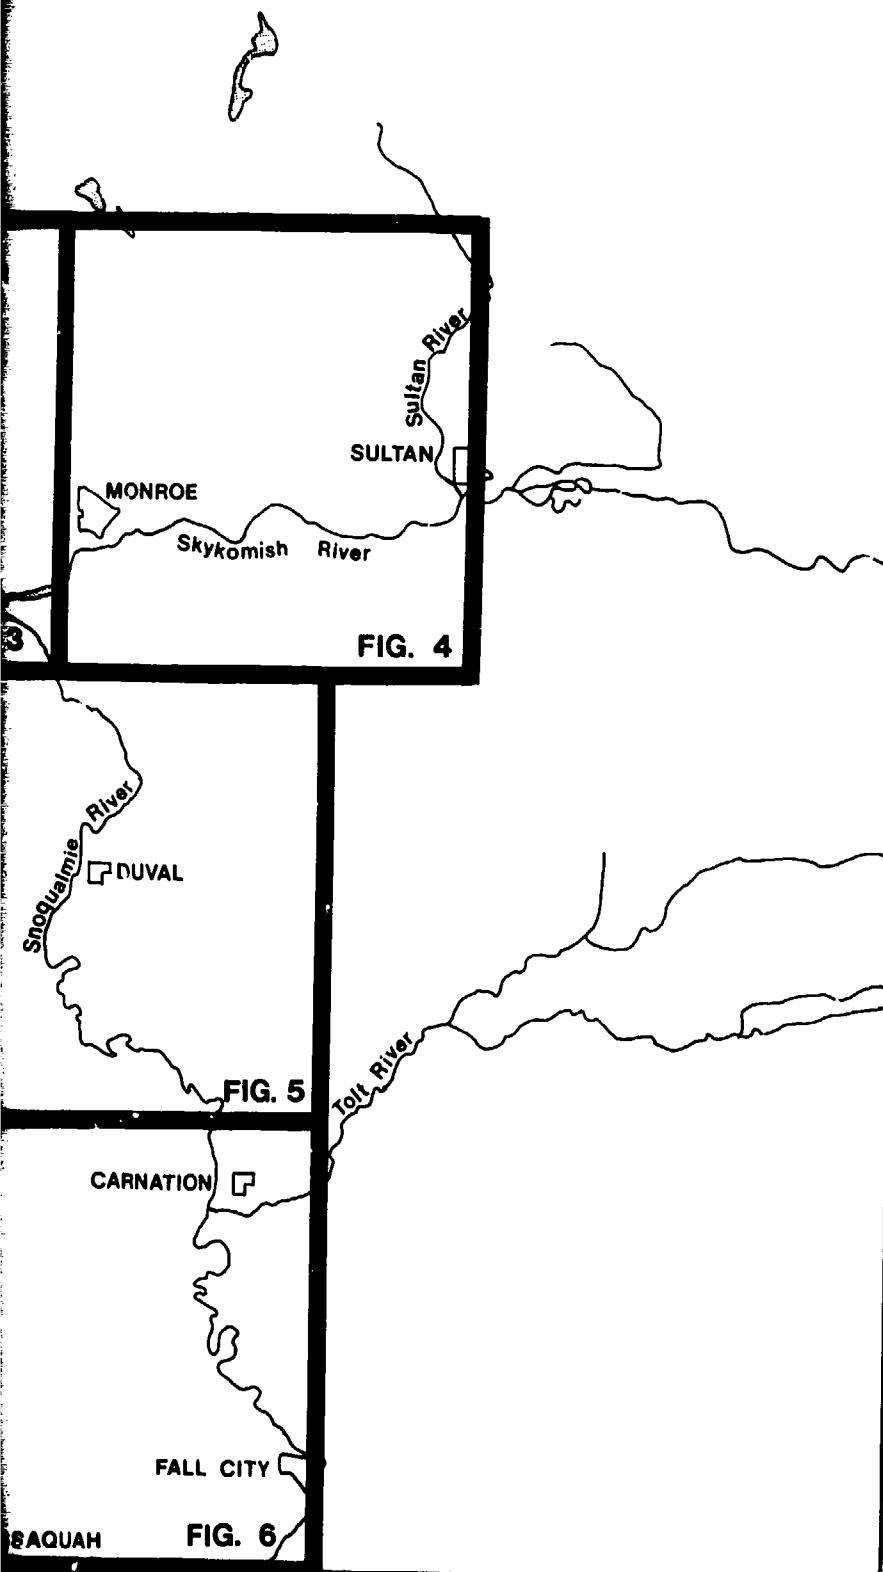 Sultan River
SULTAN
MONROE
Skykomish River
3
FIG. 4
Snoqualmie River
DUVAL
FIG. 5
Tolt River
CARNATION
FALL CITY
SAQUAH
FIG. 6